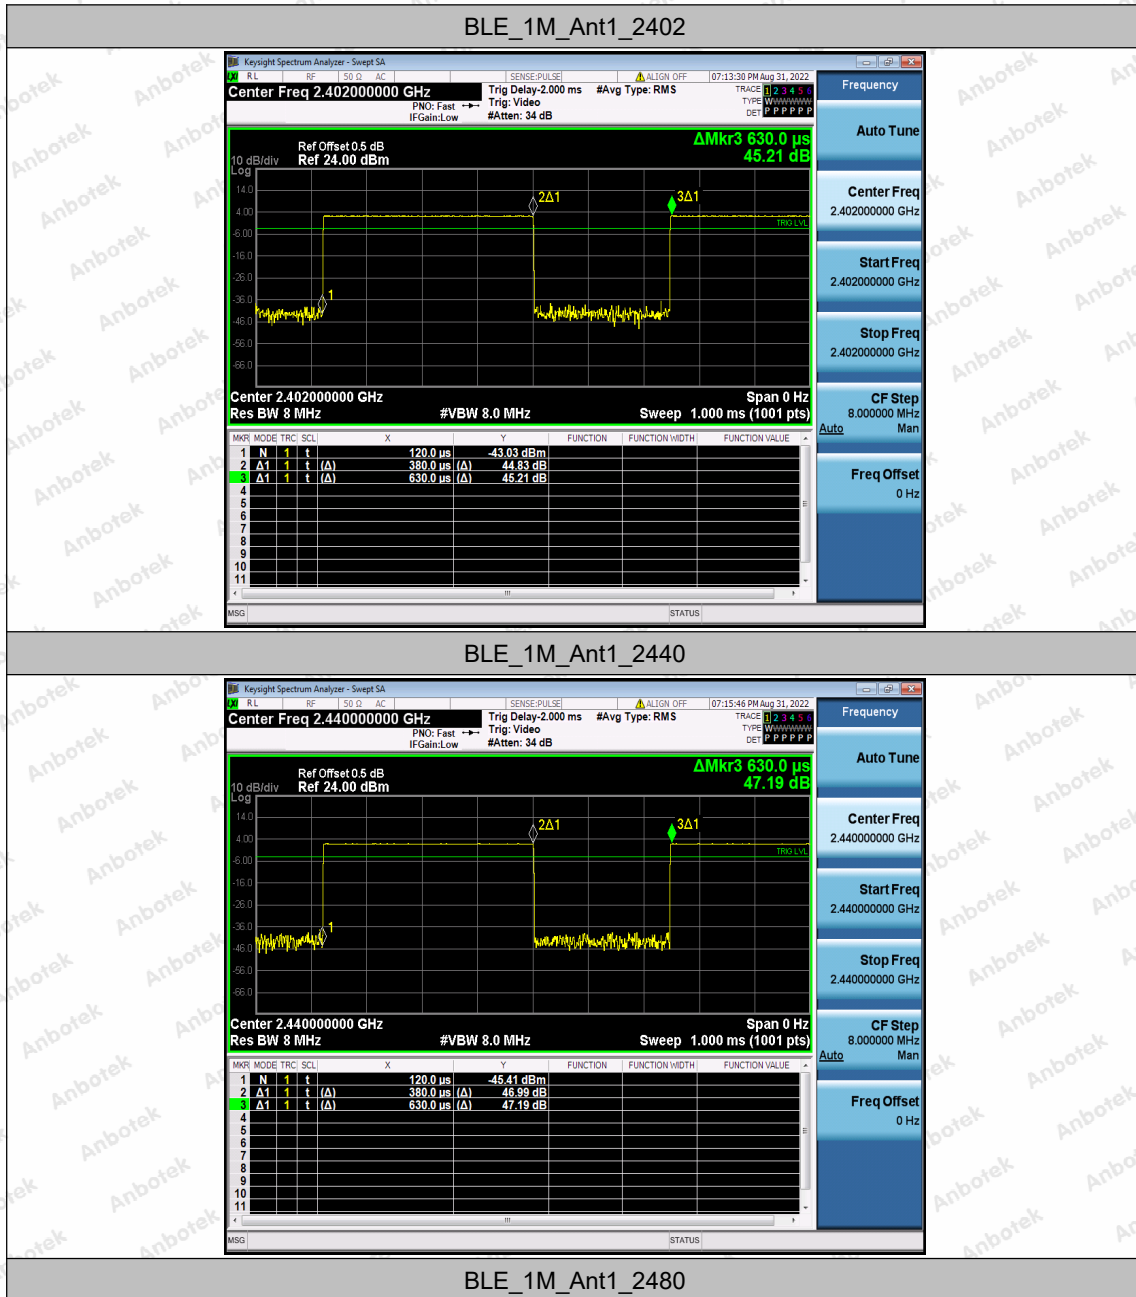 BLE_1M_Ant1_2402
Keysight Spectrum Analyzer - Swept SA
RL RF 50 Ω AC SENSE:PULSE ALIGN OFF 07:13:30 PM Aug 31, 2022
Center Freq 2.402000000 GHz Trig Delay-2.000 ms #Avg Type: RMS TRACE 1 2 3 4 5 6
PNO: Fast Trig: Video TYPE WWWWWW
IFGain:Low #Atten: 34 dB DET P P P P P P
Frequency
Auto Tune
Center Freq
2.402000000 GHz
Start Freq
2.402000000 GHz
Stop Freq
2.402000000 GHz
CF Step
8.000000 MHz
Auto Man
Freq Offset
0 Hz
ΔMkr3 630.0 µs
45.21 dB
Ref Offset 0.5 dB
10 dB/div Ref 24.00 dBm
Log
14.0
4.00
-6.00
-16.0
-26.0
-36.0
-46.0
-56.0
-66.0
2Δ1
3Δ1
TRIG LVL
1
Center 2.402000000 GHz Span 0 Hz
Res BW 8 MHz #VBW 8.0 MHz Sweep 1.000 ms (1001 pts)
MKR MODE TRC SCL X Y FUNCTION FUNCTION WIDTH FUNCTION VALUE
1 N 1 t 120.0 µs -43.03 dBm
2 Δ1 1 t (Δ) 380.0 µs (Δ) 44.83 dB
3 Δ1 1 t (Δ) 630.0 µs (Δ) 45.21 dB
4
5
6
7
8
9
10
11
MSG STATUS
BLE_1M_Ant1_2440
Keysight Spectrum Analyzer - Swept SA
RL RF 50 Ω AC SENSE:PULSE ALIGN OFF 07:15:46 PM Aug 31, 2022
Center Freq 2.440000000 GHz Trig Delay-2.000 ms #Avg Type: RMS TRACE 1 2 3 4 5 6
PNO: Fast Trig: Video TYPE WWWWWW
IFGain:Low #Atten: 34 dB DET P P P P P P
Frequency
Auto Tune
Center Freq
2.440000000 GHz
Start Freq
2.440000000 GHz
Stop Freq
2.440000000 GHz
CF Step
8.000000 MHz
Auto Man
Freq Offset
0 Hz
ΔMkr3 630.0 µs
47.19 dB
Ref Offset 0.5 dB
10 dB/div Ref 24.00 dBm
Log
14.0
4.00
-6.00
-16.0
-26.0
-36.0
-46.0
-56.0
-66.0
2Δ1
3Δ1
TRIG LVL
1
Center 2.440000000 GHz Span 0 Hz
Res BW 8 MHz #VBW 8.0 MHz Sweep 1.000 ms (1001 pts)
MKR MODE TRC SCL X Y FUNCTION FUNCTION WIDTH FUNCTION VALUE
1 N 1 t 120.0 µs -45.41 dBm
2 Δ1 1 t (Δ) 380.0 µs (Δ) 46.99 dB
3 Δ1 1 t (Δ) 630.0 µs (Δ) 47.19 dB
4
5
6
7
8
9
10
11
MSG STATUS
BLE_1M_Ant1_2480
Anbotek